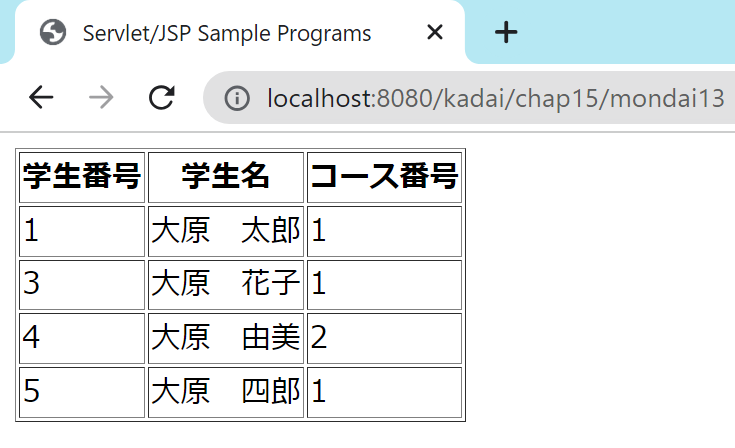 Servlet/JSP Sample Programs
localhost:8080/kadai/chap15/mondai13
学生番号 学生名 コース番号
1 大原　太郎 1
3 大原　花子 1
4 大原　由美 2
5 大原　四郎 1